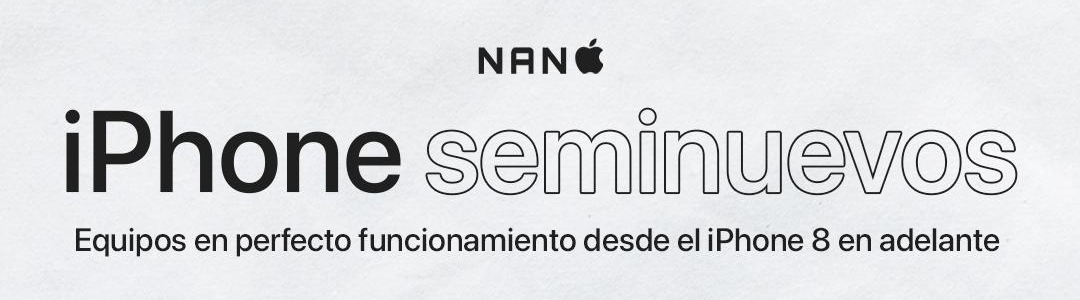 NAN
iPhone seminuevos
Equipos en perfecto funcionamiento desde el iPhone 8 en adelante